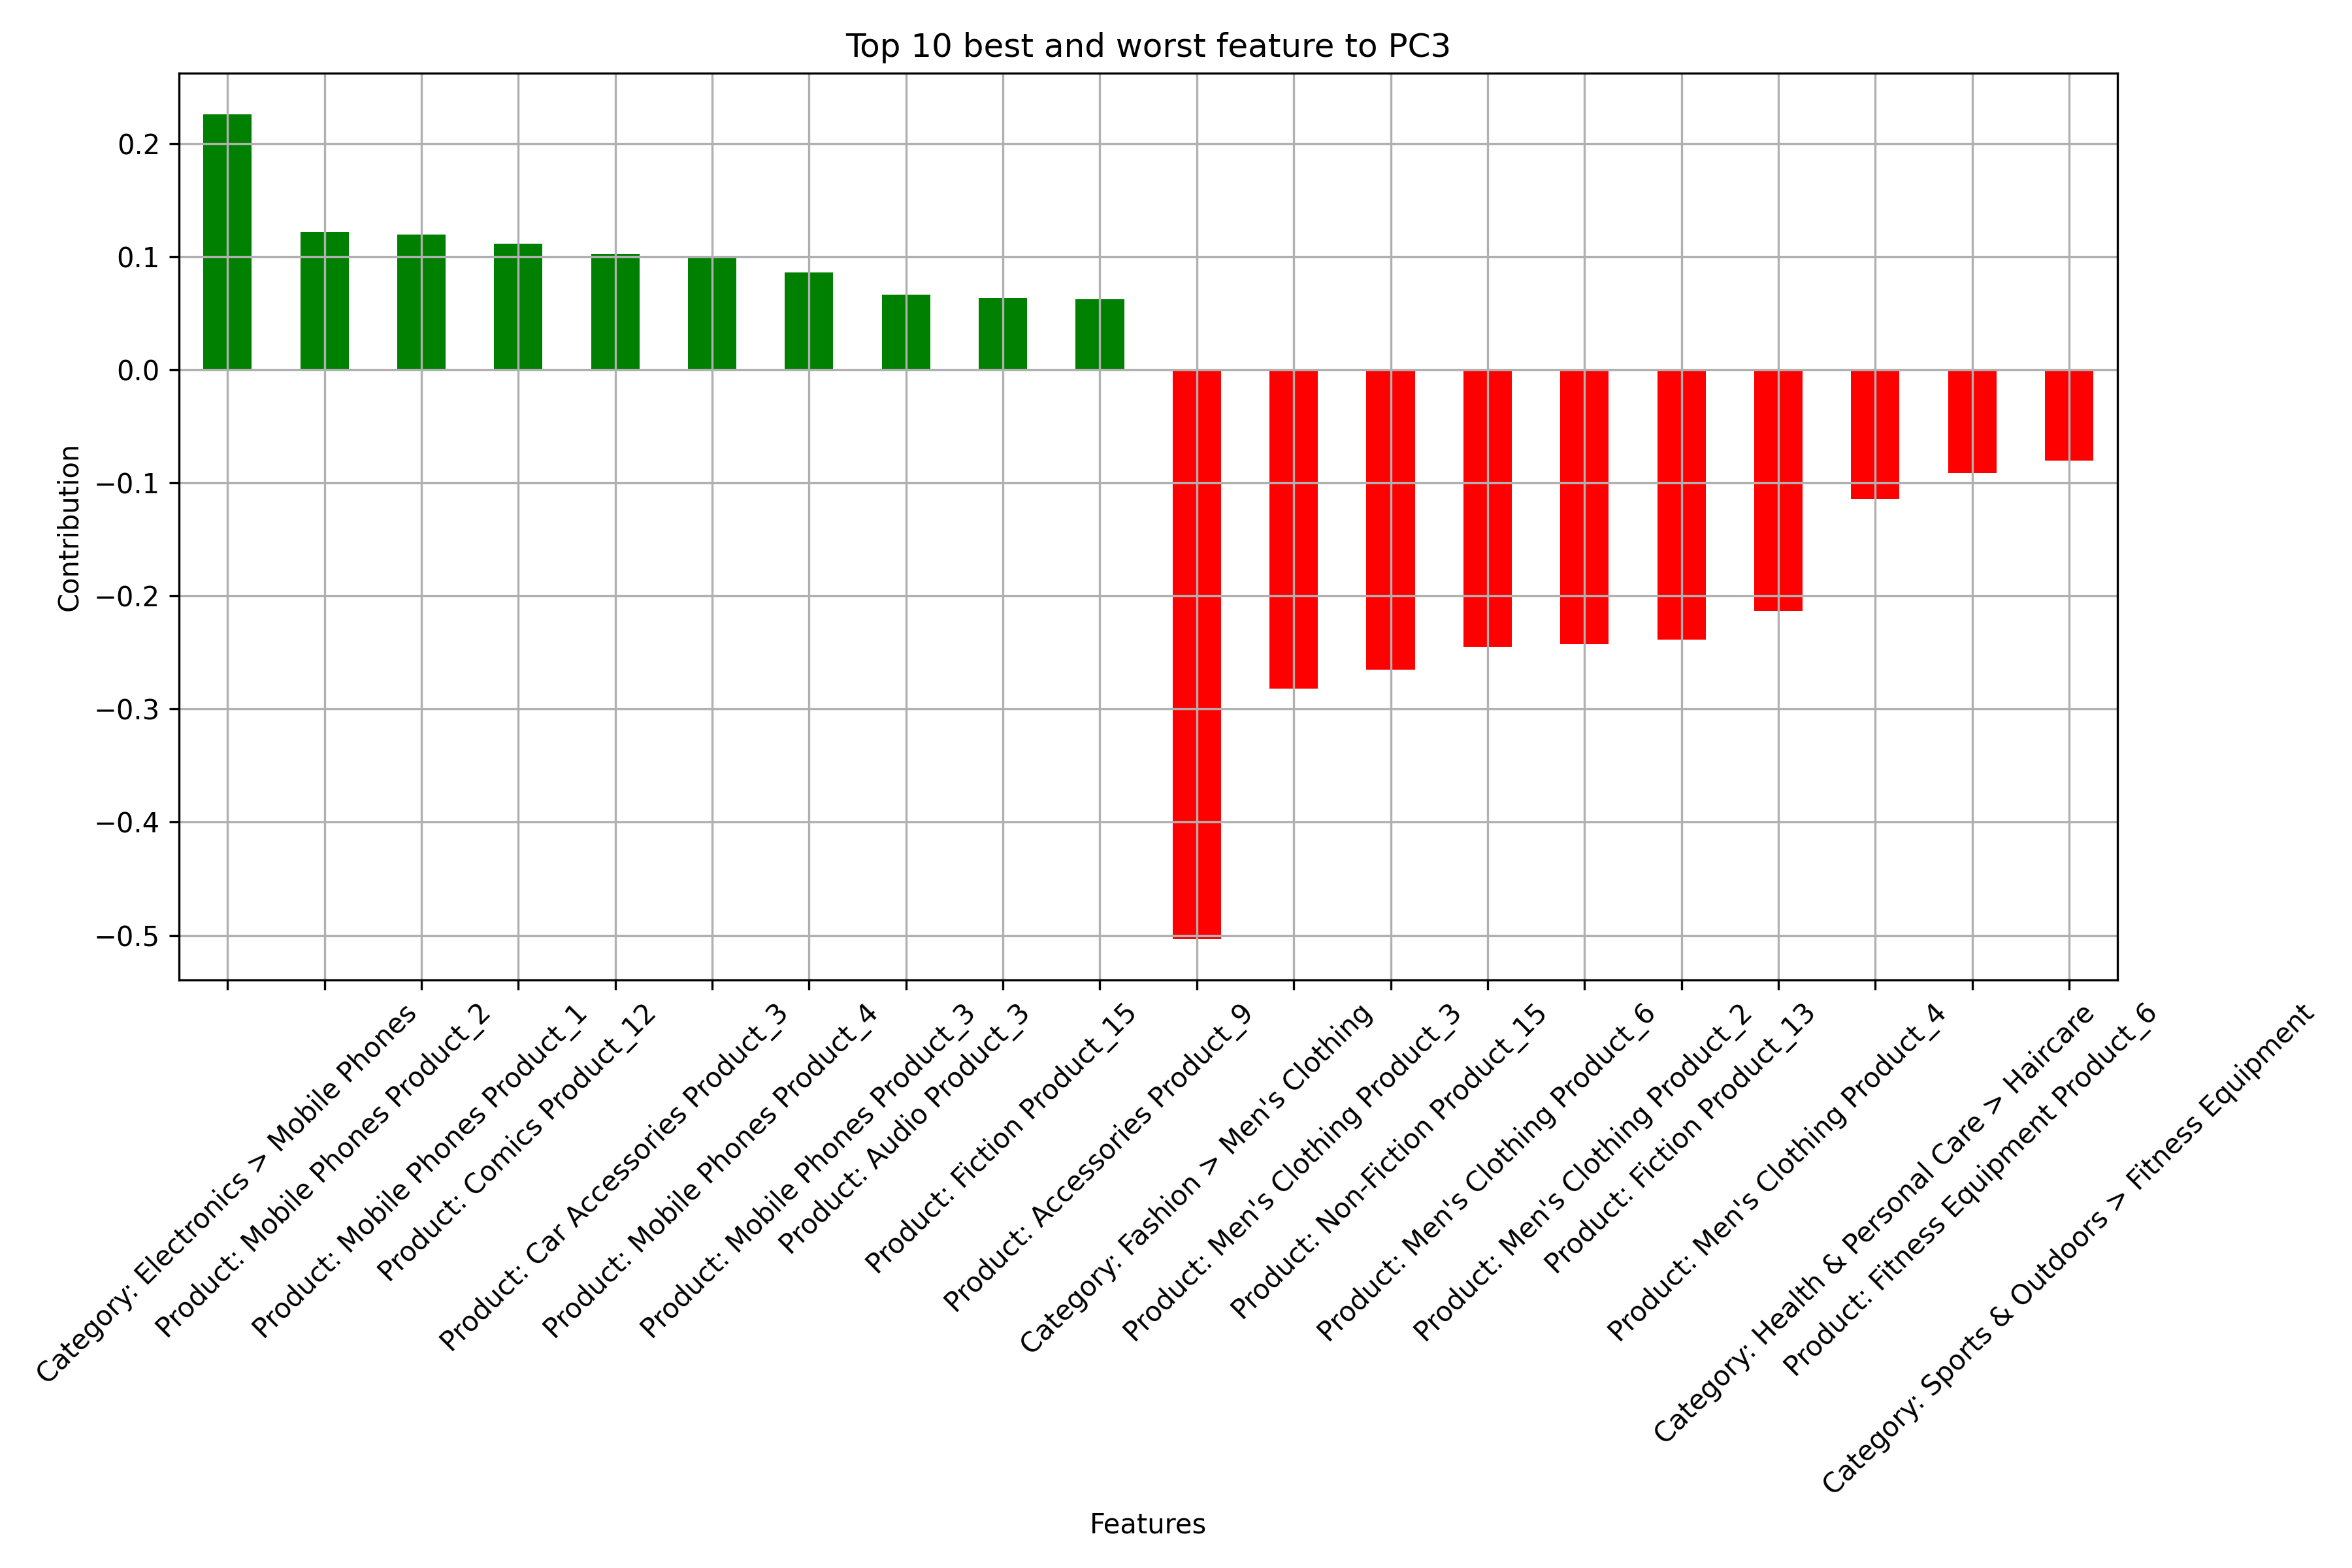 Top 10 best and worst feature to PC3
Contribution
0.2
0.1
0.0
−0.1
−0.2
−0.3
−0.4
−0.5
Category: Electronics > Mobile Phones
Product: Mobile Phones Product_2
Product: Mobile Phones Product_1
Product: Comics Product_12
Product: Car Accessories Product_3
Product: Mobile Phones Product_4
Product: Mobile Phones Product_3
Product: Audio Product_3
Product: Fiction Product_15
Product: Accessories Product_9
Category: Fashion > Men's Clothing
Product: Men's Clothing Product_3
Product: Non-Fiction Product_15
Product: Men's Clothing Product_6
Product: Men's Clothing Product_2
Product: Fiction Product_13
Product: Men's Clothing Product_4
Category: Health & Personal Care > Haircare
Product: Fitness Equipment Product_6
Category: Sports & Outdoors > Fitness Equipment
Features